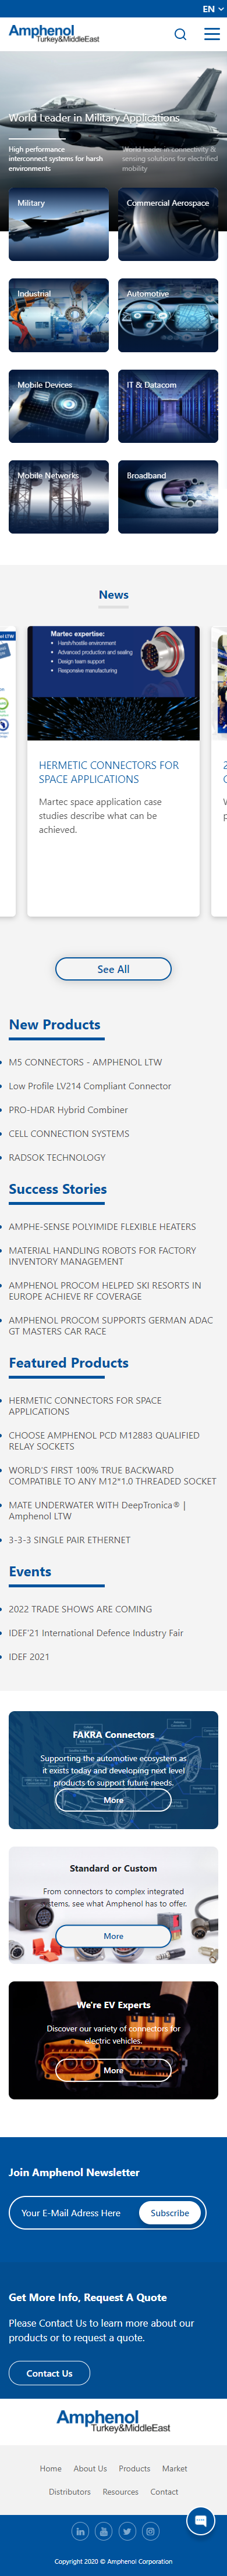 EN
Amphenol
Turkey&MiddleEast
World Leader in Military Applications
High performance
interconnect systems for harsh
environments
World leader in connectivity &
sensing solutions for electrified
mobility
Military
Commercial Aerospace
Industrial
Automotive
Mobile Devices
IT & Datacom
Mobile Networks
Broadband
News
LTW
Martec expertise:
Harsh/hostile environment
Advanced production and sealing
Design team support
Responsive manufacturing
HERMETIC CONNECTORS FOR
SPACE APPLICATIONS
Martec space application case
studies describe what can be
achieved.
See All
New Products
M5 CONNECTORS - AMPHENOL LTW
Low Profile LV214 Compliant Connector
PRO-HDAR Hybrid Combiner
CELL CONNECTION SYSTEMS
RADSOK TECHNOLOGY
Success Stories
AMPHE-SENSE POLYIMIDE FLEXIBLE HEATERS
MATERIAL HANDLING ROBOTS FOR FACTORY
INVENTORY MANAGEMENT
AMPHENOL PROCOM HELPED SKI RESORTS IN
EUROPE ACHIEVE RF COVERAGE
AMPHENOL PROCOM SUPPORTS GERMAN ADAC
GT MASTERS CAR RACE
Featured Products
HERMETIC CONNECTORS FOR SPACE
APPLICATIONS
CHOOSE AMPHENOL PCD M12883 QUALIFIED
RELAY SOCKETS
WORLD'S FIRST 100% TRUE BACKWARD
COMPATIBLE TO ANY M12*1.0 THREADED SOCKET
MATE UNDERWATER WITH DeepTronica® |
Amphenol LTW
3-3-3 SINGLE PAIR ETHERNET
Events
2022 TRADE SHOWS ARE COMING
IDEF'21 International Defence Industry Fair
IDEF 2021
FAKRA Connectors
Supporting the automotive ecosystem as
it exists today and developing next level
products to support future needs.
More
Standard or Custom
From connectors to complex integrated
systems, see what Amphenol has to offer.
More
We're EV Experts
Discover our variety of connectors for
electric vehicles.
More
Join Amphenol Newsletter
Your E-Mail Adress Here
Subscribe
Get More Info, Request A Quote
Please Contact Us to learn more about our
products or to request a quote.
Contact Us
Amphenol
Turkey&MiddleEast
Home About Us Products Market
Distributors Resources Contact
Copyright 2020 © Amphenol Corporation